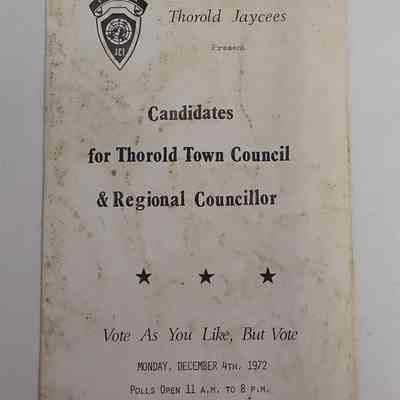 JCI
Thorold Jaycees
Present
Candidates
for Thorold Town Council
& Regional Councillor
★ ★ ★
Vote As You Like, But Vote
MONDAY, DECEMBER 4TH, 1972
POLLS OPEN 11 A.M. TO 8 P.M.